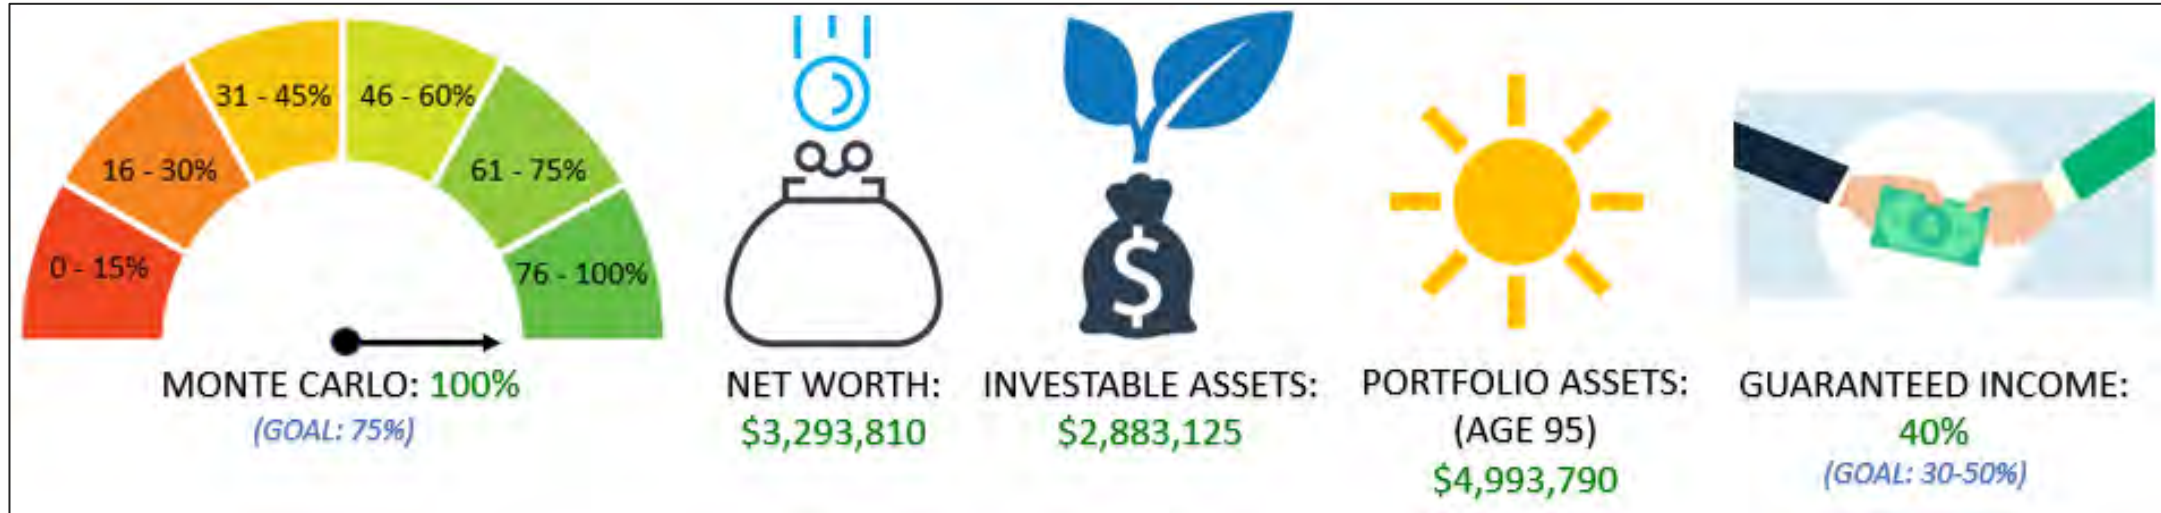 0 - 15%
16 - 30%
31 - 45%
46 - 60%
61 - 75%
76 - 100%
MONTE CARLO: 100%
(GOAL: 75%)
NET WORTH:
$3,293,810
INVESTABLE ASSETS:
$2,883,125
$
PORTFOLIO ASSETS:
(AGE 95)
$4,993,790
GUARANTEED INCOME:
40%
(GOAL: 30-50%)